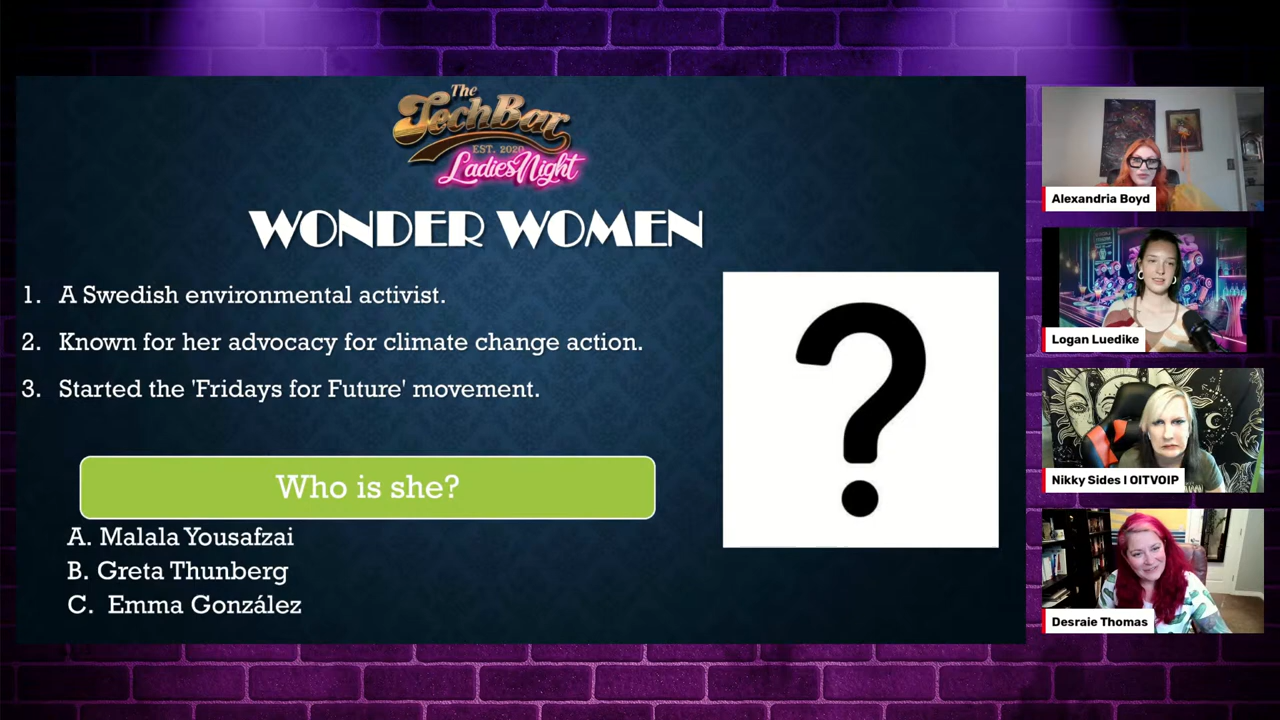 The
TechBar
EST. 2020
Ladies Night
WONDER WOMEN
1. A Swedish environmental activist.
2. Known for her advocacy for climate change action.
3. Started the 'Fridays for Future' movement.
?
Who is she?
A. Malala Yousafzai
B. Greta Thunberg
C. Emma González
Alexandria Boyd
Logan Luedike
Nikky Sides I OITVOIP
Desraie Thomas